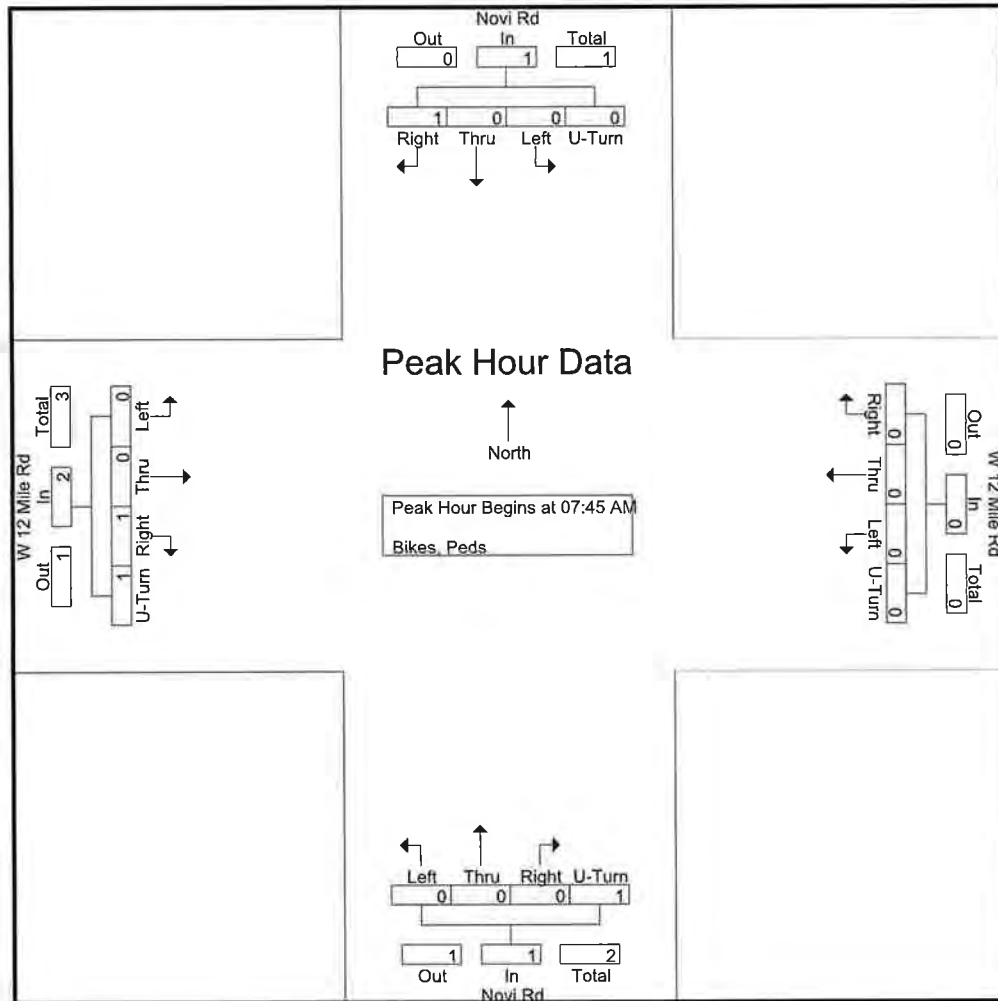 Novi Rd
Out In Total
0 1 1
1 0 0 0
Right Thru Left U-Turn
Peak Hour Data
North
Peak Hour Begins at 07:45 AM
Bikes, Peds
W 12 Mile Rd
Out In Total
1 2 3
1 1 0 0
U-Turn Right Thru Left
W 12 Mile Rd
Out In Total
0 0 0
0 0 0 0
Right Thru Left U-Turn
Left Thru Right U-Turn
0 0 0 1
1 1 2
Out In Total
Novi Rd